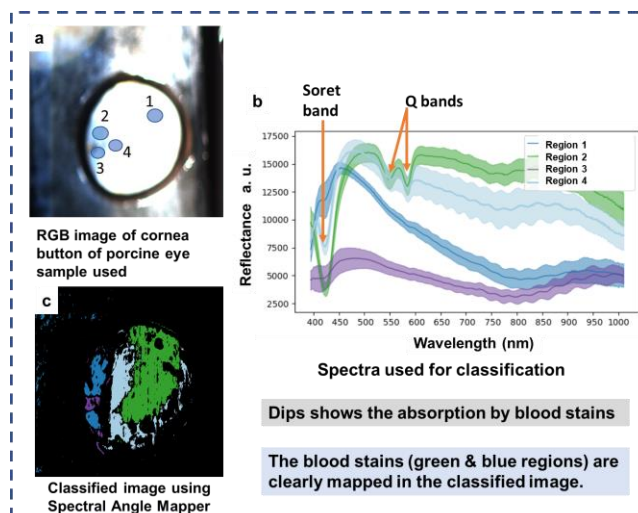 a
1
2
4
3
RGB image of cornea
button of porcine eye
sample used
c
Classified image using
Spectral Angle Mapper
b
Soret
band
Q bands
Region 1
Region 2
Region 3
Region 4
17500
15000
12500
10000
7500
5000
2500
Reflectance a. u.
400 450 500 550 600 650 700 750 800 850 900 950 1000
Wavelength (nm)
Spectra used for classification
Dips shows the absorption by blood stains
The blood stains (green & blue regions) are
clearly mapped in the classified image.